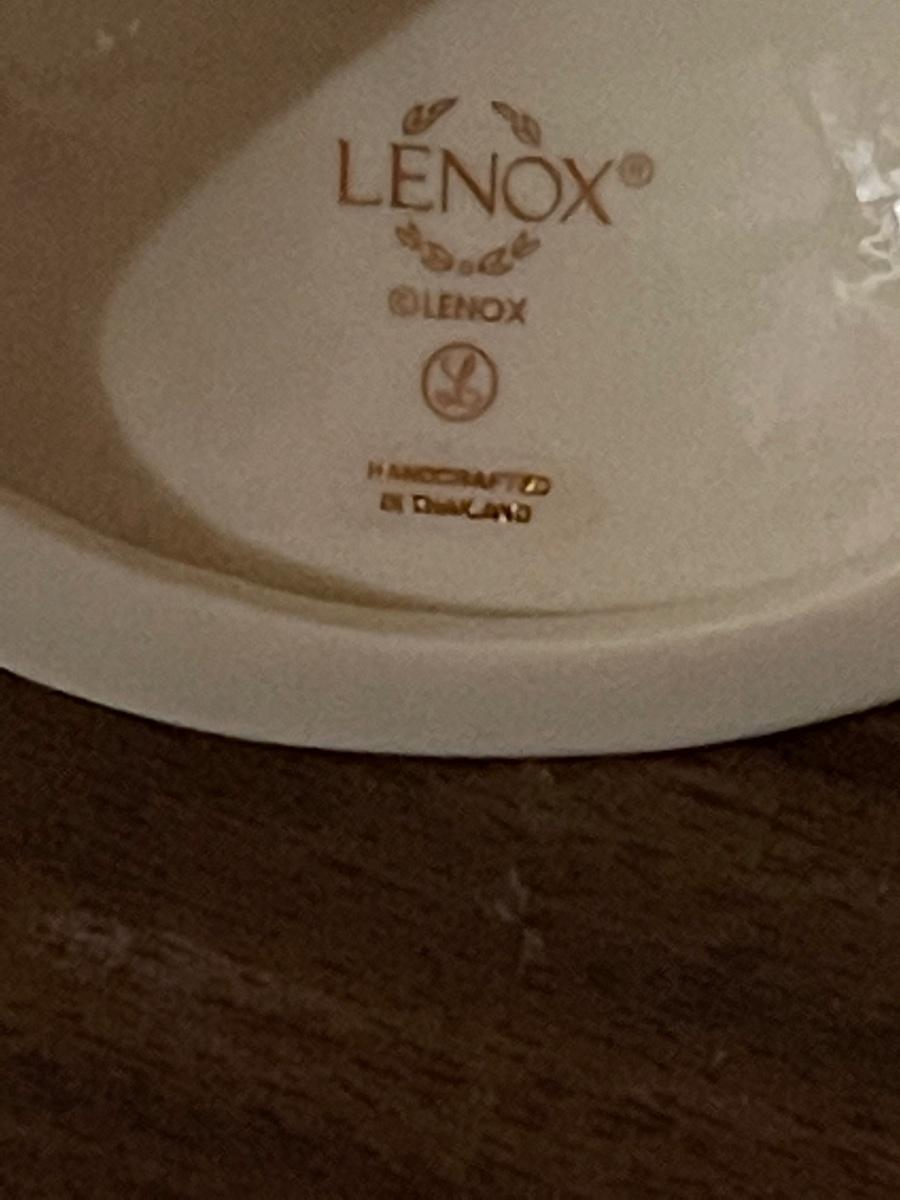 LENOX®
©LENOX
HANDCRAFTED
IN THAILAND